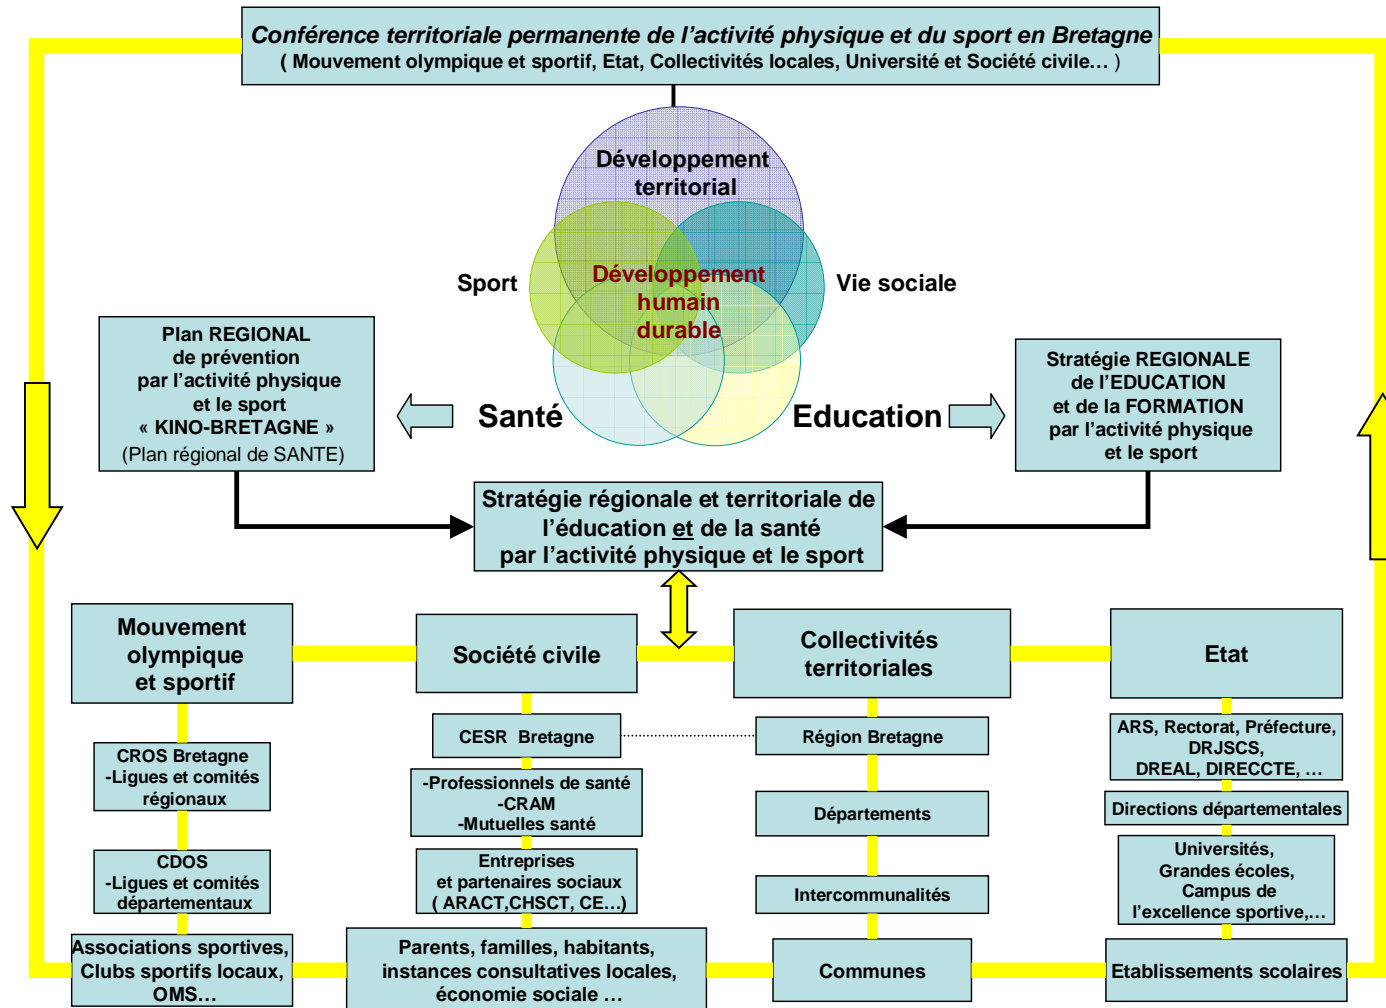 Conférence territoriale permanente de l'activité physique et du sport en Bretagne
( Mouvement olympique et sportif, Etat, Collectivités locales, Université et Société civile… )
Développement
territorial
Sport
Développement
humain
durable
Vie sociale
Plan REGIONAL
de prévention
par l'activité physique
et le sport
« KINO-BRETAGNE »
(Plan régional de SANTE)
Santé
Education
Stratégie REGIONALE
de l'EDUCATION
et de la FORMATION
par l'activité physique
et le sport
Stratégie régionale et territoriale de
l'éducation et de la santé
par l'activité physique et le sport
Mouvement
olympique
et sportif
Société civile
Collectivités
territoriales
Etat
CROS Bretagne
-Ligues et comités
régionaux
CESR Bretagne
Région Bretagne
ARS, Rectorat, Préfecture,
DRJSCS,
DREAL, DIRECCTE, …
-Professionnels de santé
-CRAM
-Mutuelles santé
Départements
Directions départementales
CDOS
-Ligues et comités
départementaux
Entreprises
et partenaires sociaux
( ARACT,CHSCT, CE…)
Intercommunalités
Universités,
Grandes écoles,
Campus de
l'excellence sportive,…
Associations sportives,
Clubs sportifs locaux,
OMS…
Parents, familles, habitants,
instances consultatives locales,
économie sociale …
Communes
Etablissements scolaires